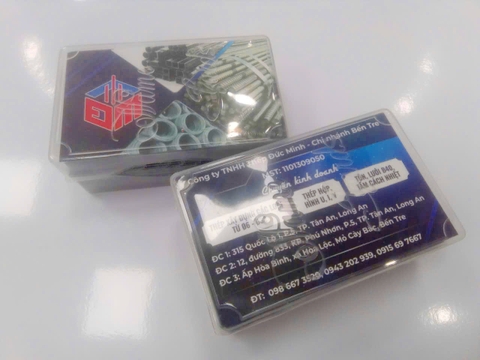 Công ty TNHH Đức Minh - Chi nhánh Bến Tre
MST: 1101309050
kinh doanh
THÉP HỘP,
HÌNH U, I, V
TÔN, LƯỚI B40,
TẤM CÁCH NHIỆT
ĐC 1: 315 Quốc Lộ 1, P.5, TP. Tân An, Long An
ĐC 2: 12, đường 833, KP. Phú Nhơn, P.5, TP. Tân An, Long An
ĐC 3: Ấp Hòa Bình, xã Hòa Lộc, Mỏ Cày Bắc, Bến Tre
ĐT: 098 667 3520, 0943 202 939, 0915 69 7667